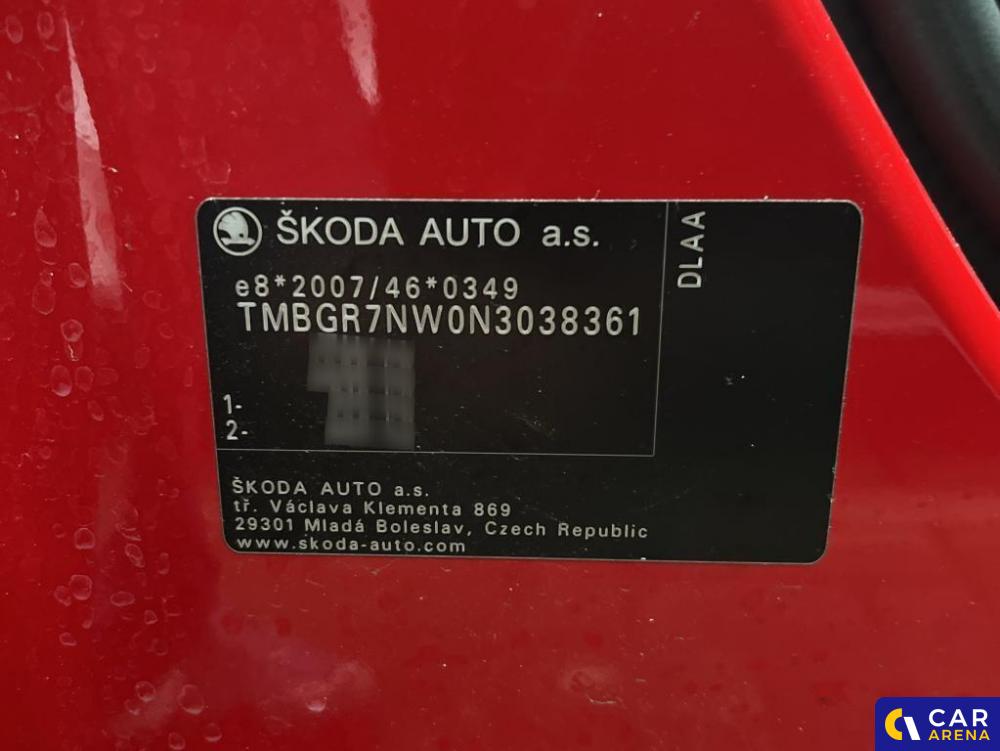 ŠKODA AUTO a.s.
DLAA
e8*2007/46*0349
TMBGR7NW0N3038361
1-
2-
ŠKODA AUTO a.s.
tř. Václava Klementa 869
29301 Mladá Boleslav, Czech Republic
www.skoda-auto.com
CAR
ARENA